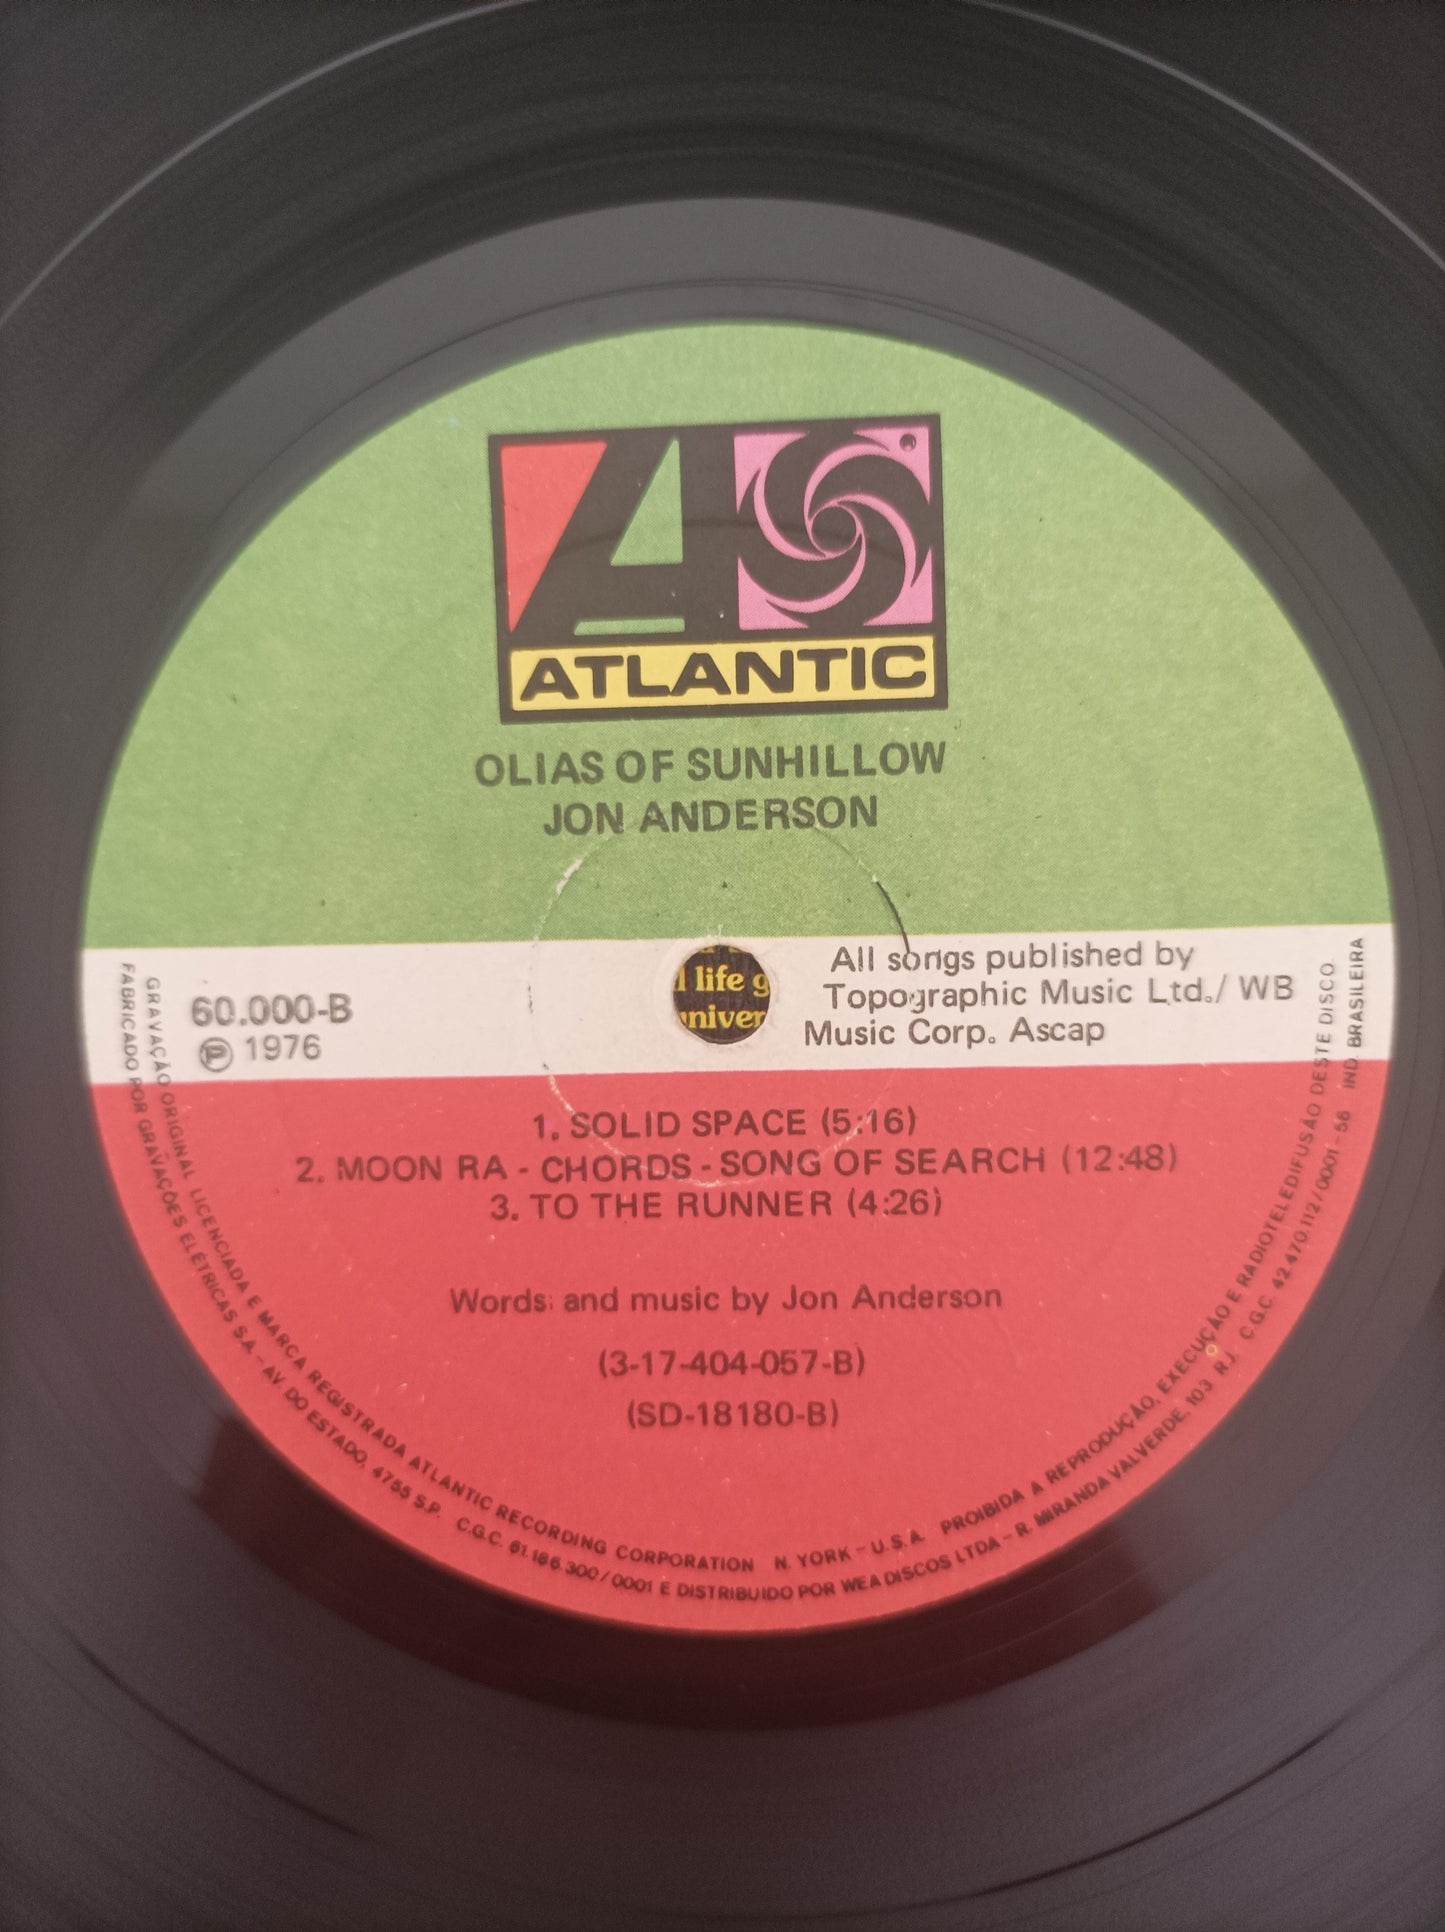 ATLANTIC
OLIAS OF SUNHILLOW
JON ANDERSON
60.000-B
Ⓟ 1976
life g
niver
All songs published by
Topographic Music Ltd./ WB
Music Corp. Ascap
1. SOLID SPACE (5:16)
2. MOON RA - CHORDS - SONG OF SEARCH (12:48)
3. TO THE RUNNER (4:26)
Words and music by Jon Anderson
(3-17-404-057-B)
(SD-18180-B)
GRAVAÇÃO ORIGINAL LICENCIADA E MARCA REGISTRADA ATLANTIC RECORDING CORPORATION N. YORK - U.S.A. PROIBIDA A REPRODUÇÃO, EXECUÇÃO E RADIOTELEDIFUSÃO DESTE DISCO.
FABRICADO POR GRAVAÇÕES ELÉTRICAS S.A. - AV. DO ESTADO, 4755 S.P. C.G.C. 61.186.300/0001 E DISTRIBUIDO POR WEA DISCOS LTDA - R. MIRANDA VALVERDE, 103 R.J. C.G.C. 42.470.112/0001-56 IND. BRASILEIRA